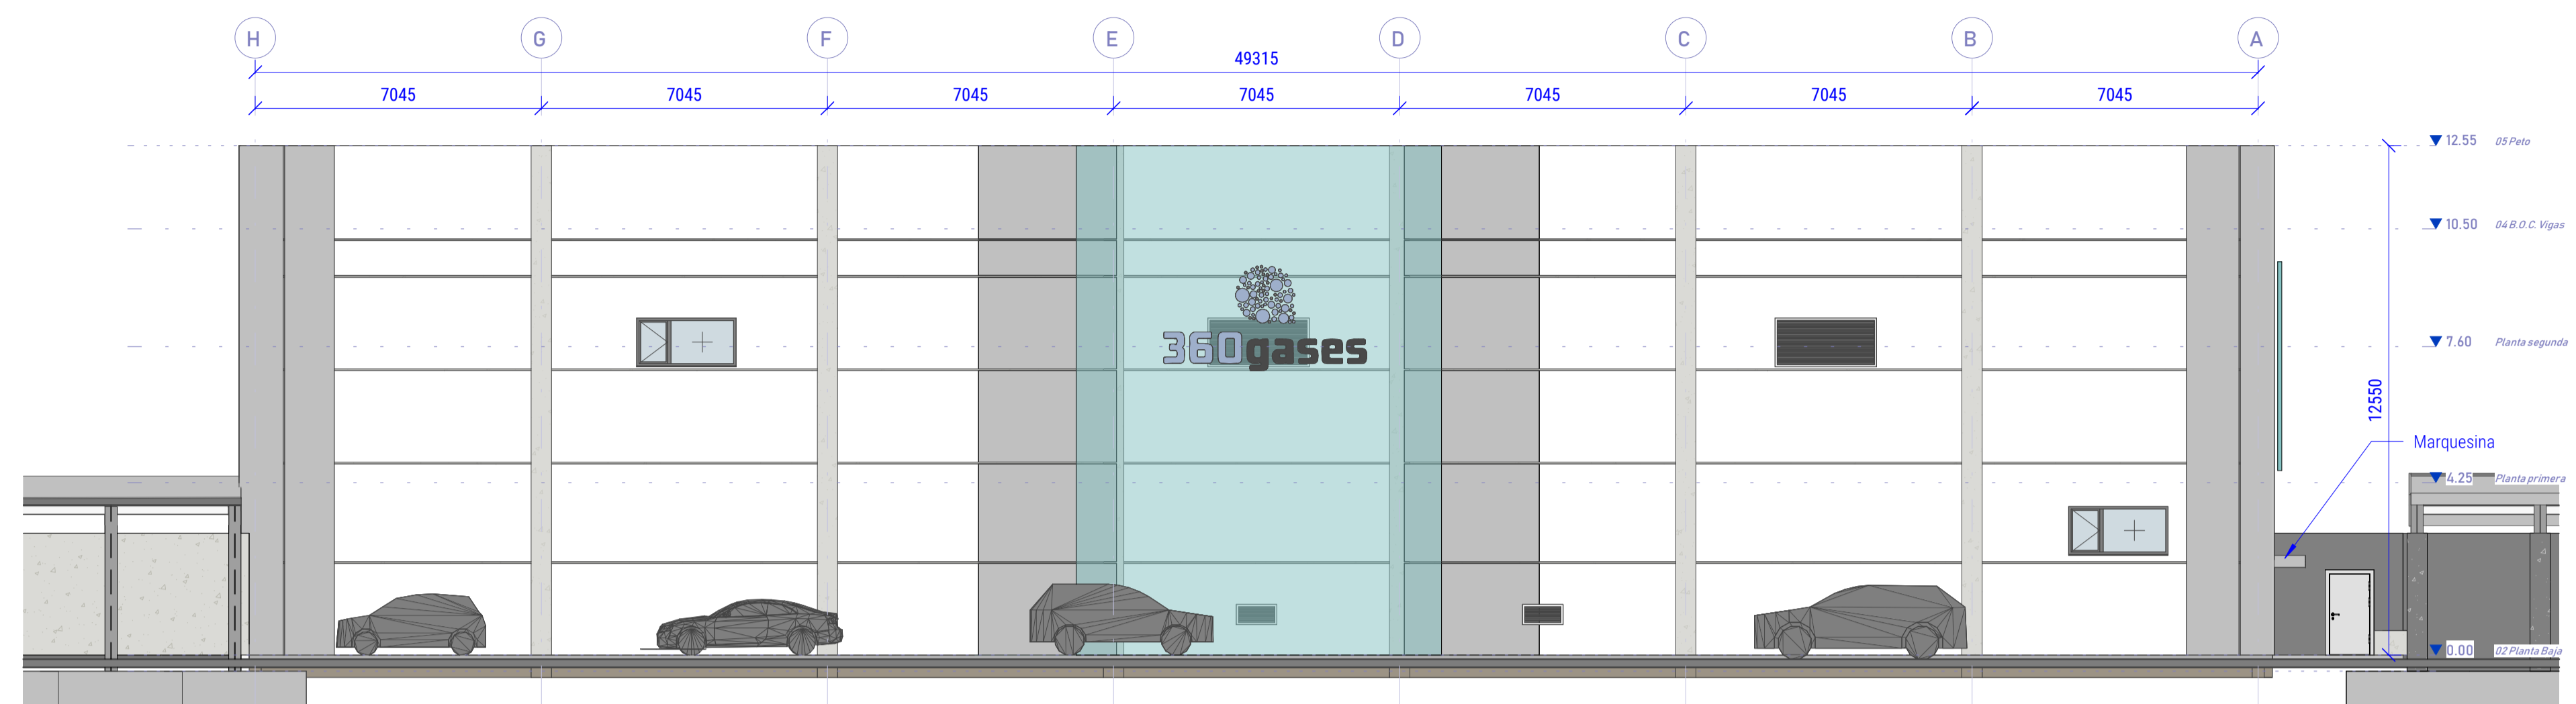 H G F E D C B A
49315
7045 7045 7045 7045 7045 7045 7045
12.55 05 Peto
10.50 04 B.O.C. Vigas
360gases
7.60 Planta segunda
12550
Marquesina
4.25 Planta primera
0.00 02 Planta Baja